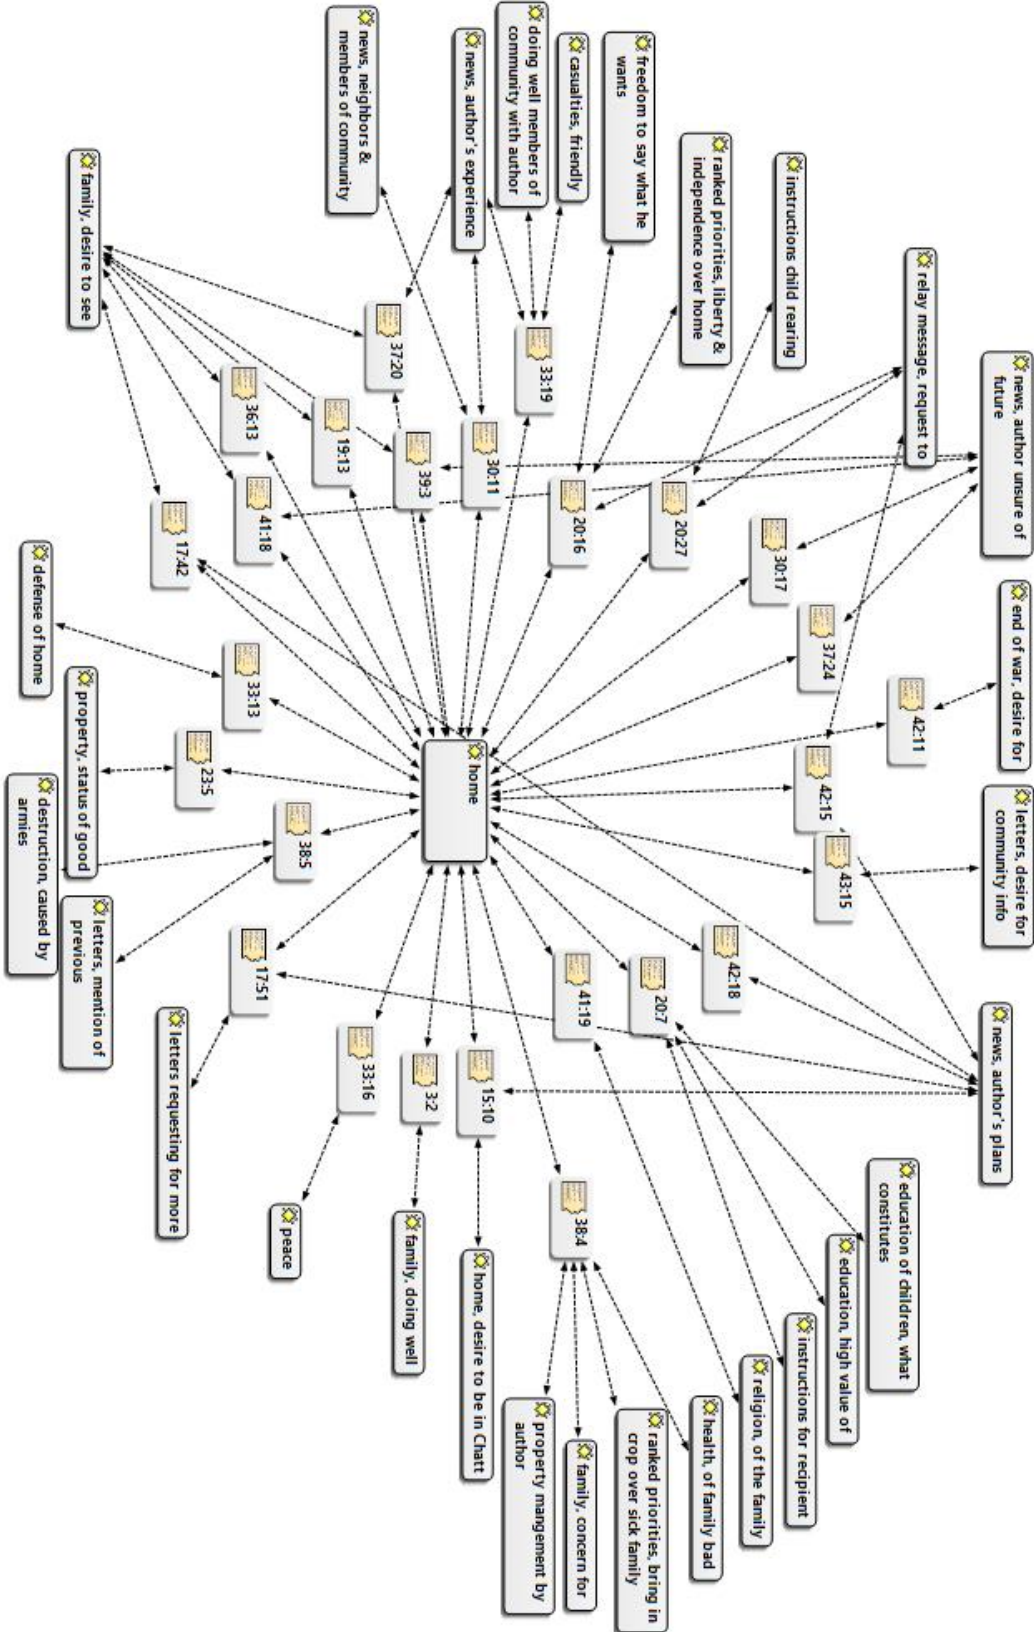 news, neighbors &
members of community
news, author's experience
doing well members of
community with author
casualties, friendly
freedom to say what he
wants
ranked priorities, liberty &
independence over home
instructions child rearing
relay message, request to
news, author unsure of
future
family, desire to see
end of war, desire for
letters, desire for
community info
news, author's plans
37:20
33:19
36:13
19:13
39:3
30:11
20:16
20:27
30:17
37:24
42:11
41:18
17:42
42:15
43:15
defense of home
33:13
property, status of good
23:5
destruction, caused by
armies
38:5
home
letters, mention of
previous
17:51
41:19
20:7
42:18
letters requesting for more
33:16
3:2
15:10
38:4
peace
family, doing well
home, desire to be in Chatt
education of children, what
constitutes
education, high value of
instructions for recipient
religion, of the family
health, of family bad
ranked priorities, bring in
crop over sick family
family, concern for
property mangement by
author